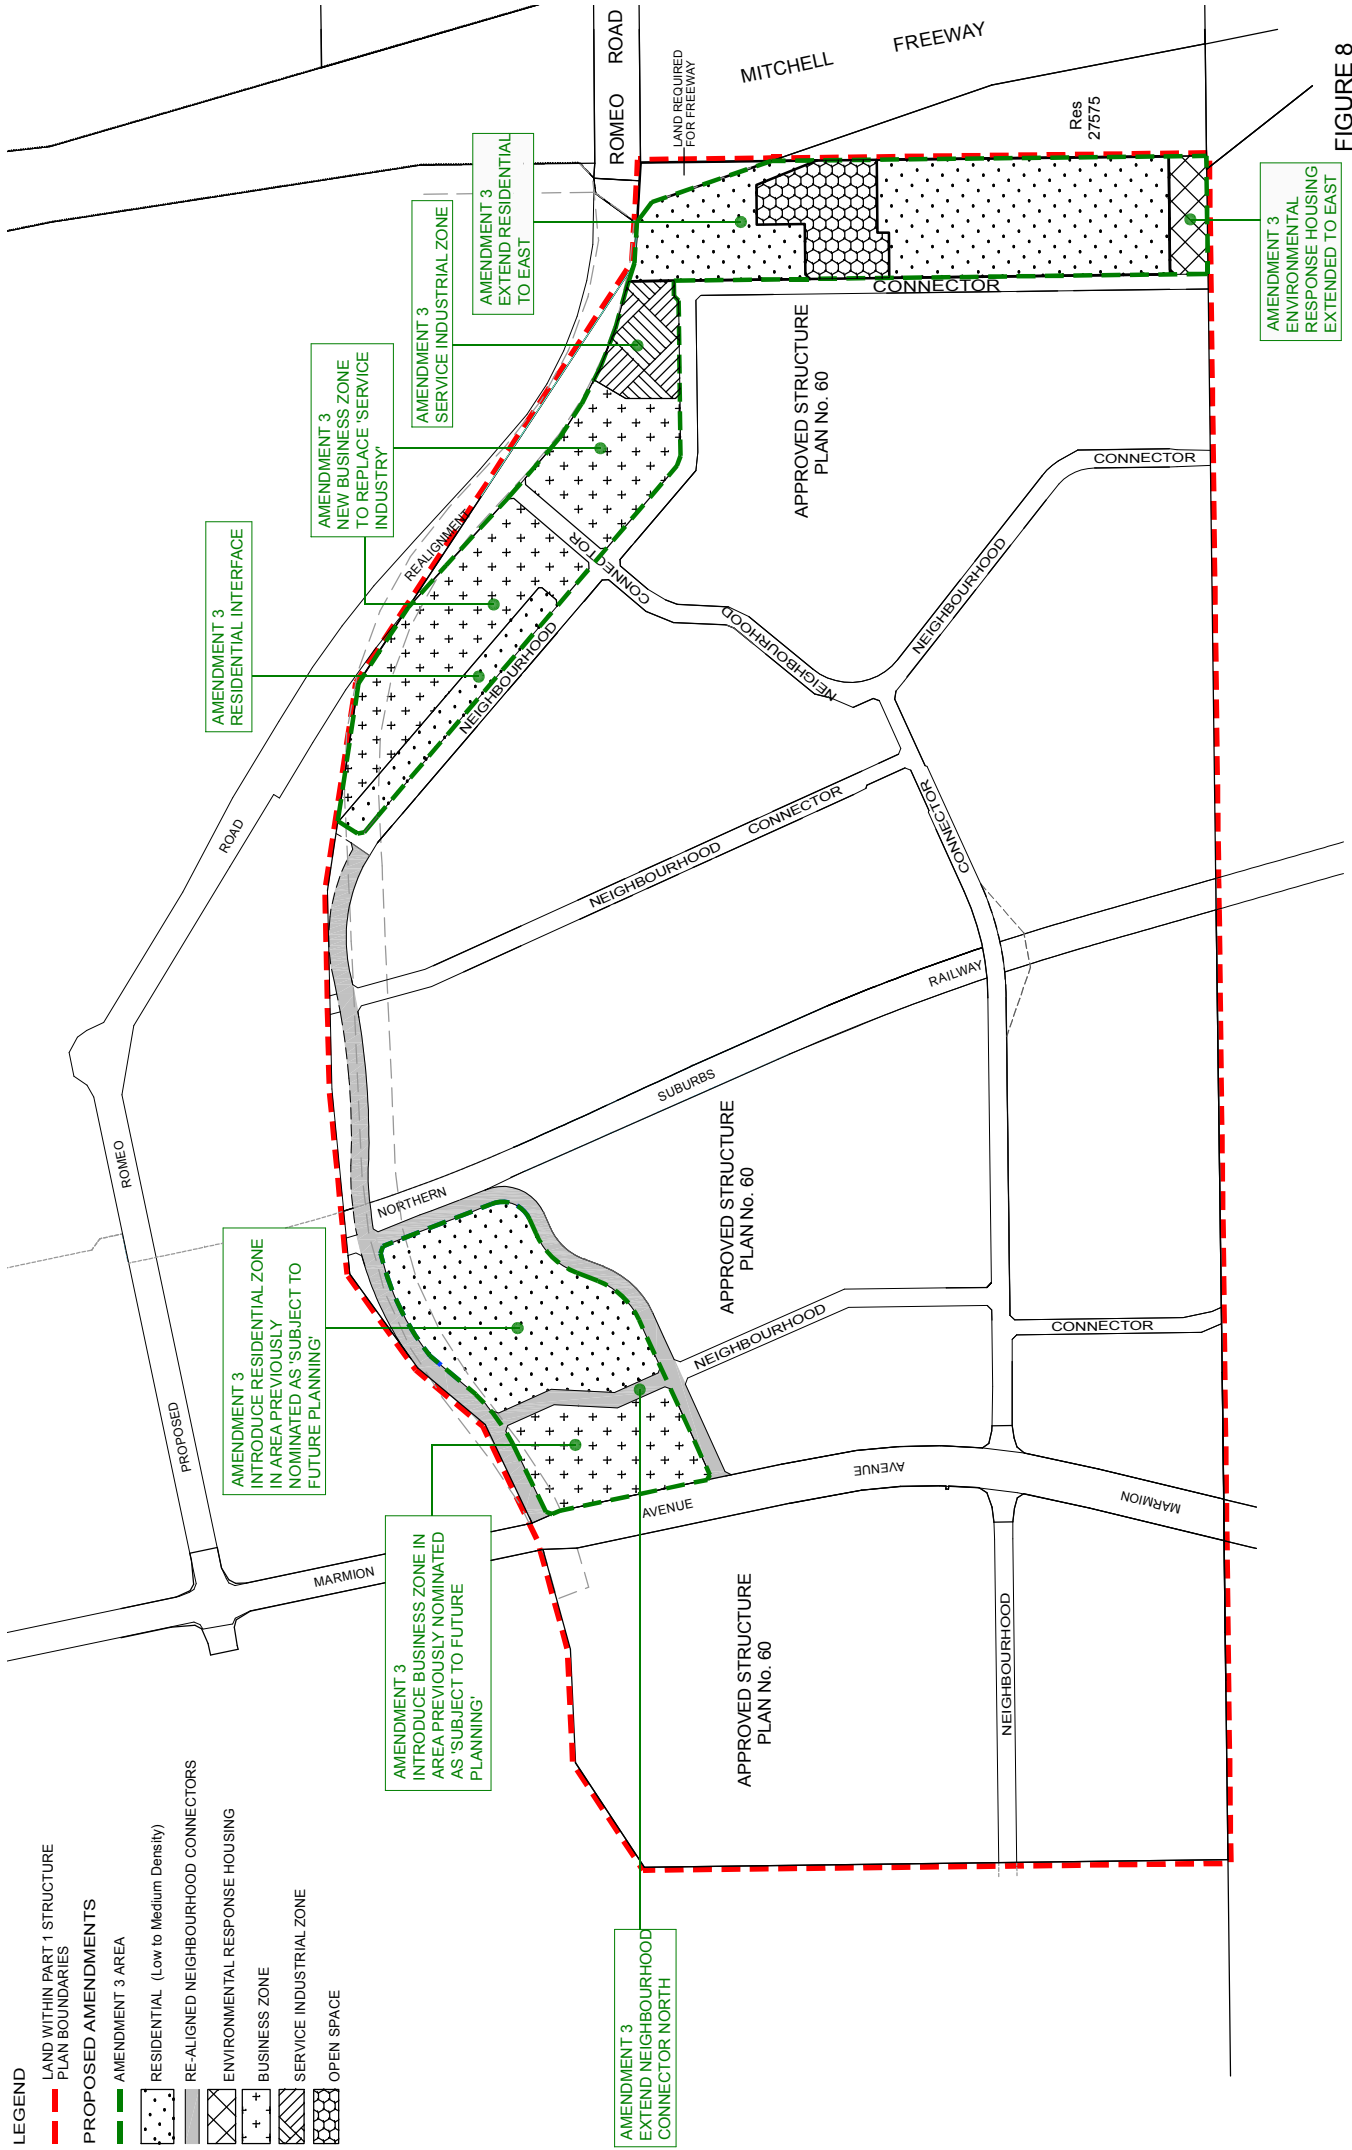 LEGEND
LAND WITHIN PART 1 STRUCTURE
PLAN BOUNDARIES
PROPOSED AMENDMENTS
AMENDMENT 3 AREA
RESIDENTIAL (Low to Medium Density)
RE-ALIGNED NEIGHBOURHOOD CONNECTORS
ENVIRONMENTAL RESPONSE HOUSING
BUSINESS ZONE
SERVICE INDUSTRIAL ZONE
OPEN SPACE
AMENDMENT 3
EXTEND NEIGHBOURHOOD
CONNECTOR NORTH
AMENDMENT 3
INTRODUCE BUSINESS ZONE IN
AREA PREVIOUSLY NOMINATED
AS 'SUBJECT TO FUTURE
PLANNING'
AMENDMENT 3
INTRODUCE RESIDENTIAL ZONE
IN AREA PREVIOUSLY
NOMINATED AS 'SUBJECT TO
FUTURE PLANNING'
AMENDMENT 3
RESIDENTIAL INTERFACE
AMENDMENT 3
NEW BUSINESS ZONE
TO REPLACE 'SERVICE
INDUSTRY'
AMENDMENT 3
SERVICE INDUSTRIAL ZONE
AMENDMENT 3
EXTEND RESIDENTIAL
TO EAST
AMENDMENT 3
ENVIRONMENTAL
RESPONSE HOUSING
EXTENDED TO EAST
MARMION
AVENUE
AVENUE
MARMION
PROPOSED
ROMEO
ROAD
REALIGNMENT
ROMEO ROAD
LAND REQUIRED
FOR FREEWAY
MITCHELL FREEWAY
Res
27575
NORTHERN
SUBURBS
RAILWAY
APPROVED STRUCTURE
PLAN No. 60
APPROVED STRUCTURE
PLAN No. 60
APPROVED STRUCTURE
PLAN No. 60
NEIGHBOURHOOD
NEIGHBOURHOOD
CONNECTOR
NEIGHBOURHOOD CONNECTOR
CONNECTOR
NEIGHBOURHOOD
CONNECTOR
NEIGHBOURHOOD
NEIGHBOURHOOD
CONNECTOR
CONNECTOR
FIGURE 8